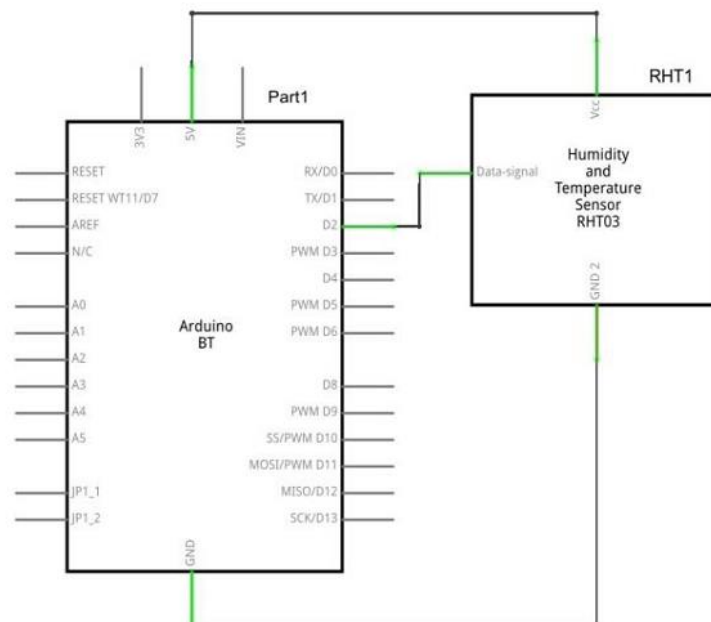 Part1
RHT1
3V3
5V
VIN
Vcc
RESET
RESET WT11/D7
AREF
N/C
A0
A1
A2
A3
A4
A5
JP1_1
JP1_2
Arduino
BT
RX/D0
TX/D1
D2
PWM D3
D4
PWM D5
PWM D6
D8
PWM D9
SS/PWM D10
MOSI/PWM D11
MISO/D12
SCK/D13
GND
Data-signal
Humidity
and
Temperature
Sensor
RHT03
GND 2